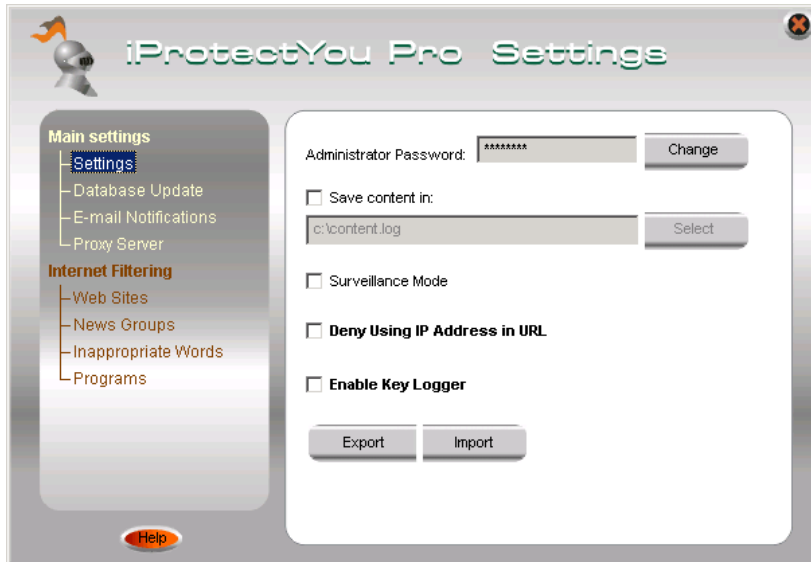 iProtectYou Pro Settings
Main settings
Settings
Database Update
E-mail Notifications
Proxy Server
Internet Filtering
Web Sites
News Groups
Inappropriate Words
Programs
Help
Administrator Password: ******** Change
Save content in:
c:\content.log Select
Surveillance Mode
Deny Using IP Address in URL
Enable Key Logger
Export Import